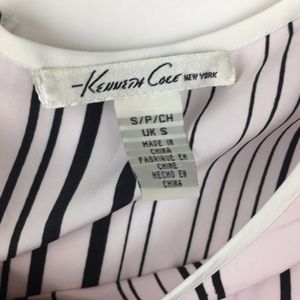 KENNETH COLE NEW YORK
S/P/CH
UK S
MADE IN
CHINA
FABRIQUE EN
CHINE
HECHO EN
CHINA